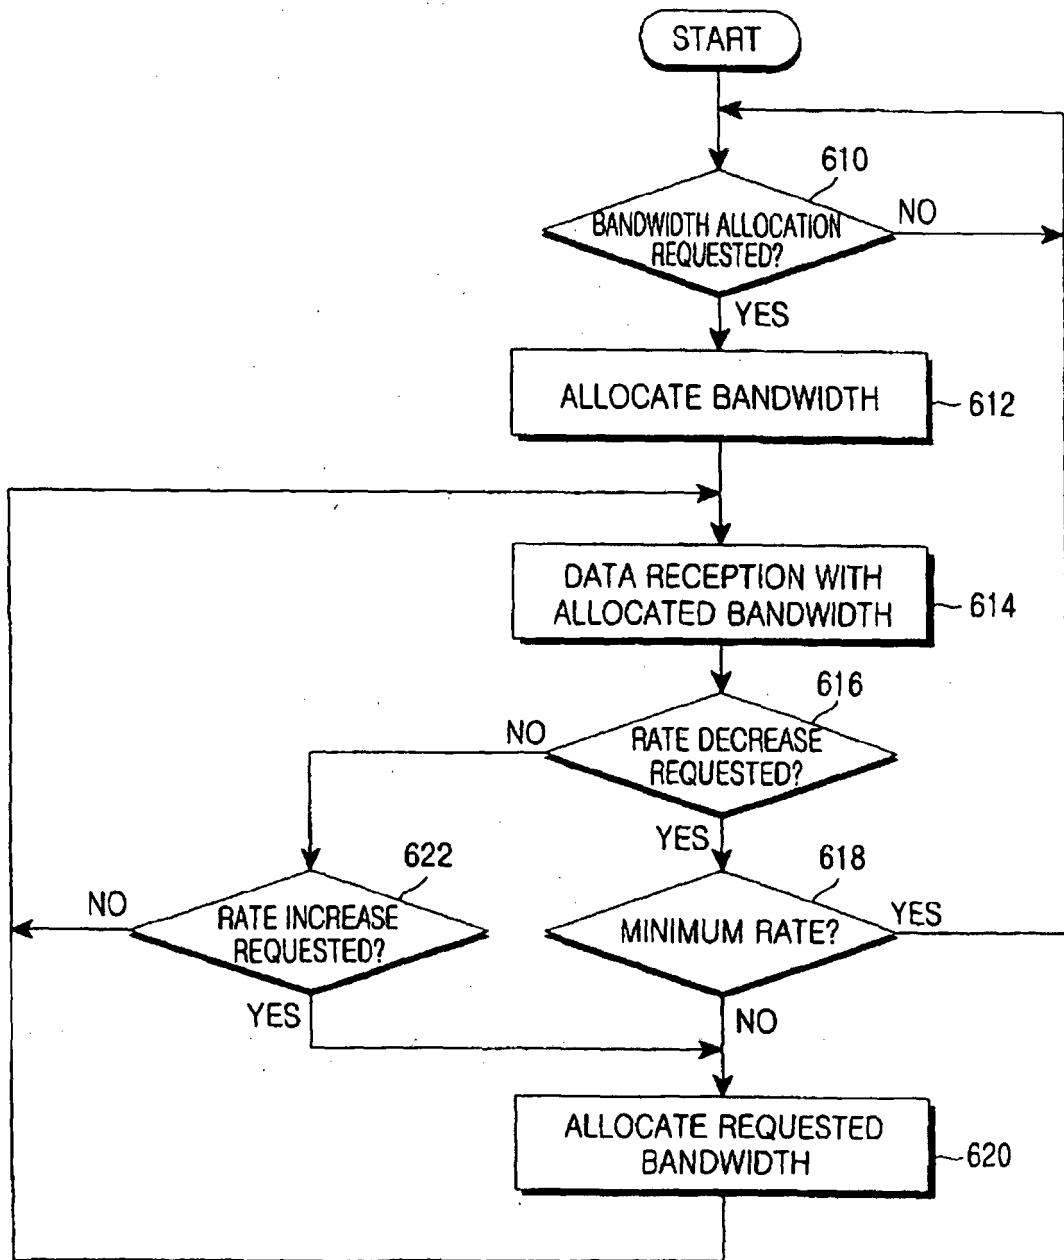 START
610
BANDWIDTH ALLOCATION
REQUESTED?
NO
YES
ALLOCATE BANDWIDTH
612
DATA RECEPTION WITH
ALLOCATED BANDWIDTH
614
616
RATE DECREASE
REQUESTED?
NO
YES
622
618
RATE INCREASE
REQUESTED?
NO
MINIMUM RATE?
YES
YES
NO
ALLOCATE REQUESTED
BANDWIDTH
620